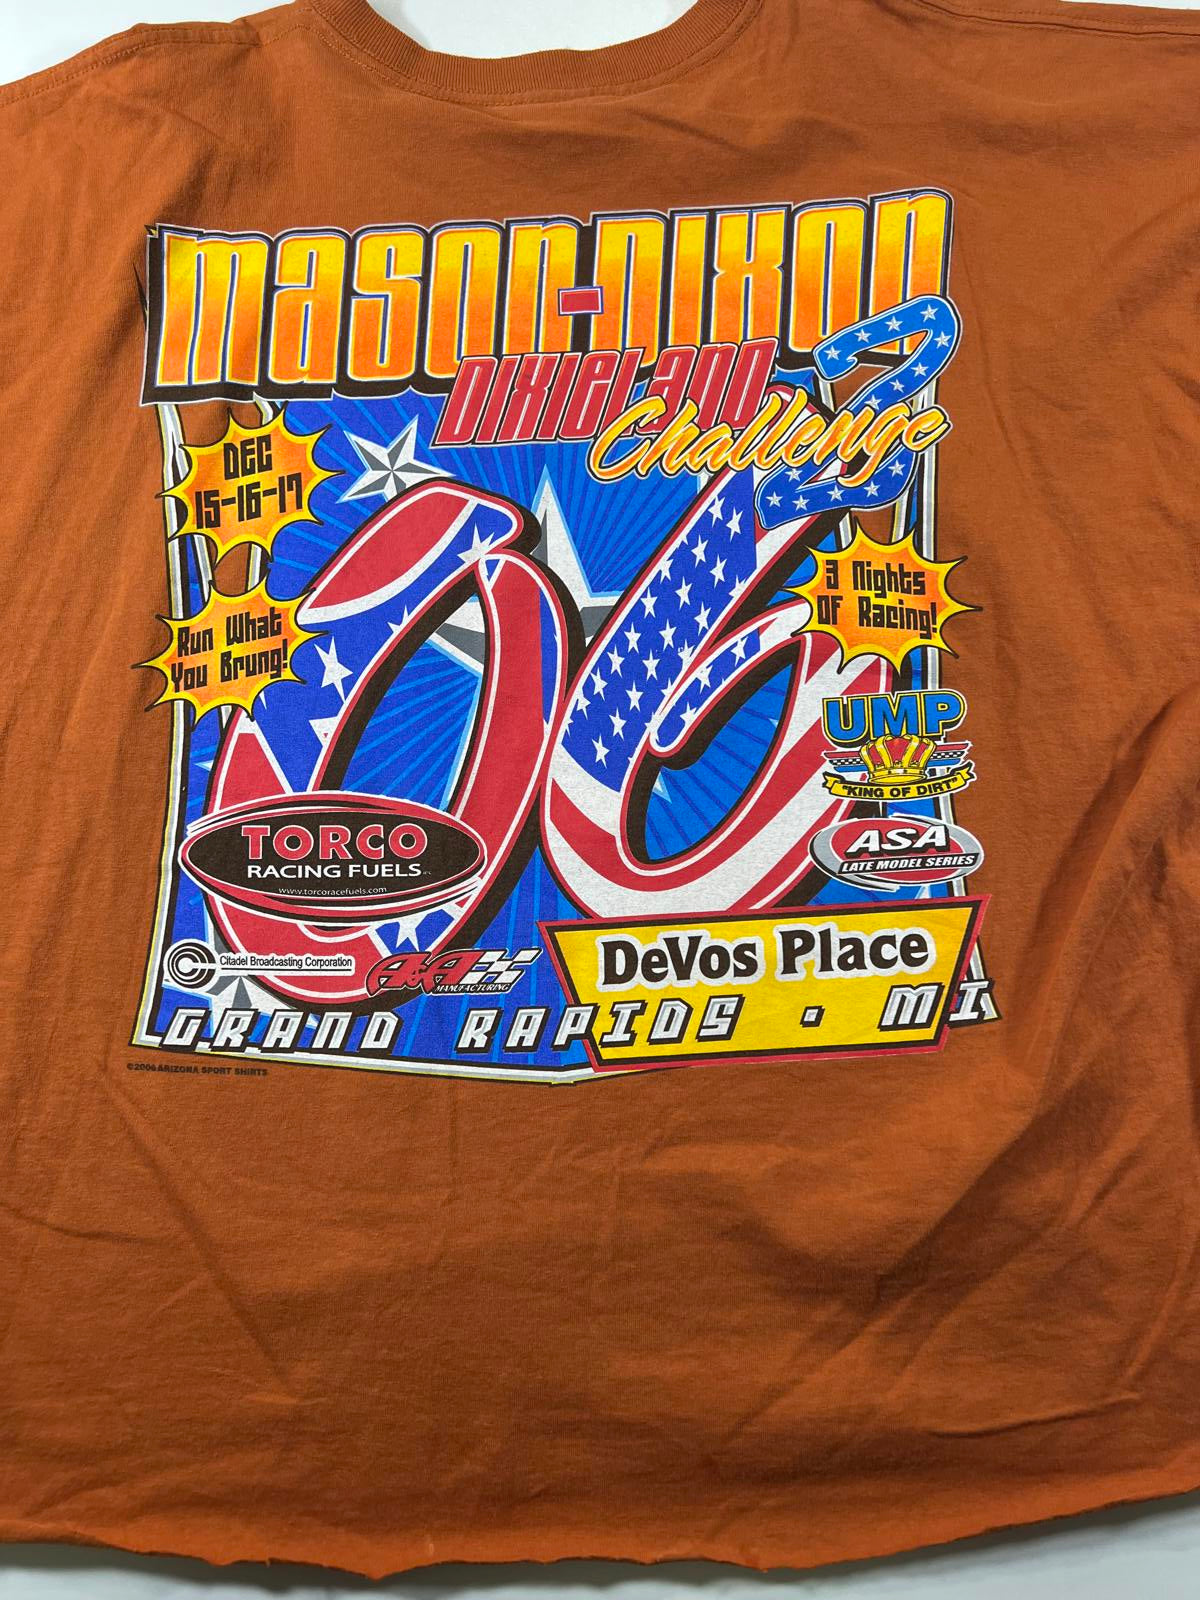 mason-Dixon
DIXIELAND
Challenge 2
DEC
15-16-17
06
Run What
You Brung!
3 Nights
OF Racing!
UMP
"KING OF DIRT"
TORCO
RACING FUELS
www.torcoracefuels.com
ASA
LATE MODEL SERIES
DeVos Place
Citadel Broadcasting Corporation
MANUFACTURING
GRAND RAPIDS · MI
©2006 ARIZONA SPORT SHIRTS